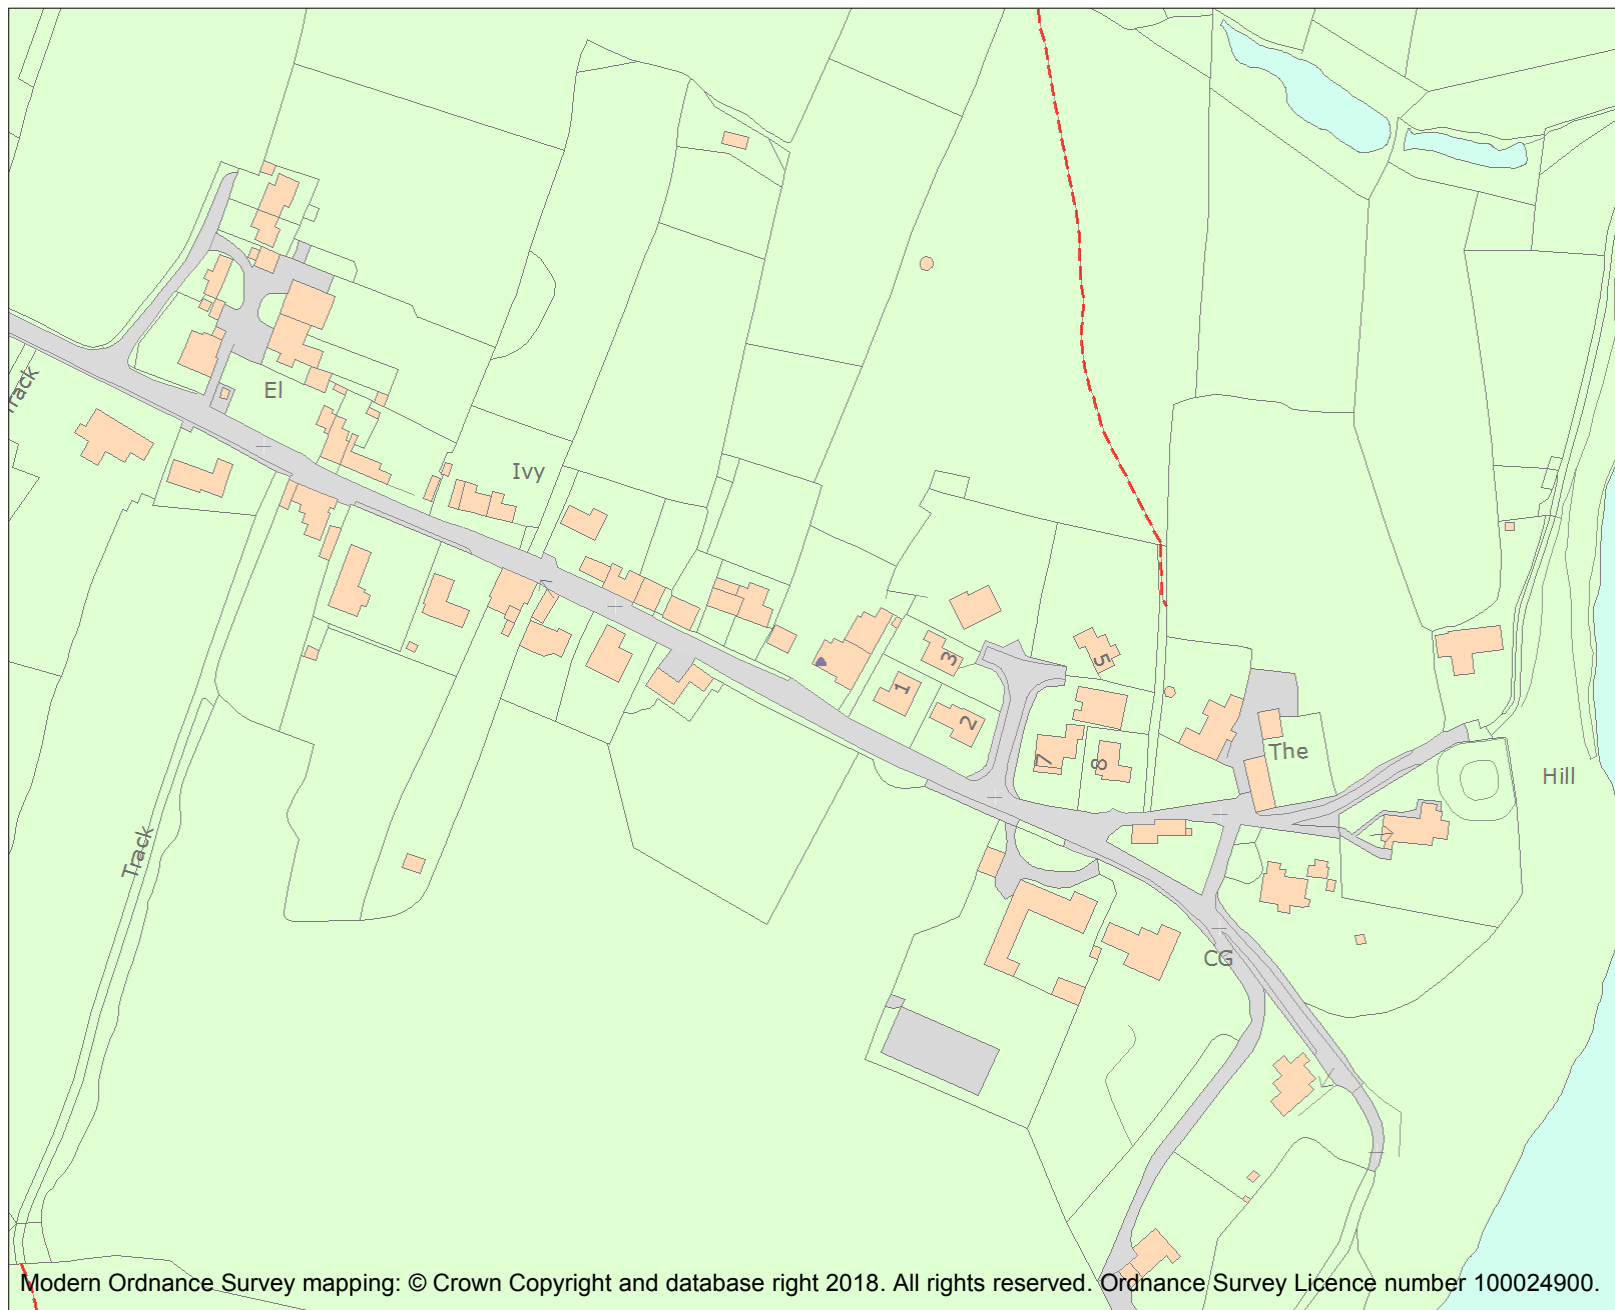 Track
El
Ivy
3
5
1
2
7
8
The
Hill
Track
CG
Modern Ordnance Survey mapping: © Crown Copyright and database right 2018. All rights reserved. Ordnance Survey Licence number 100024900.